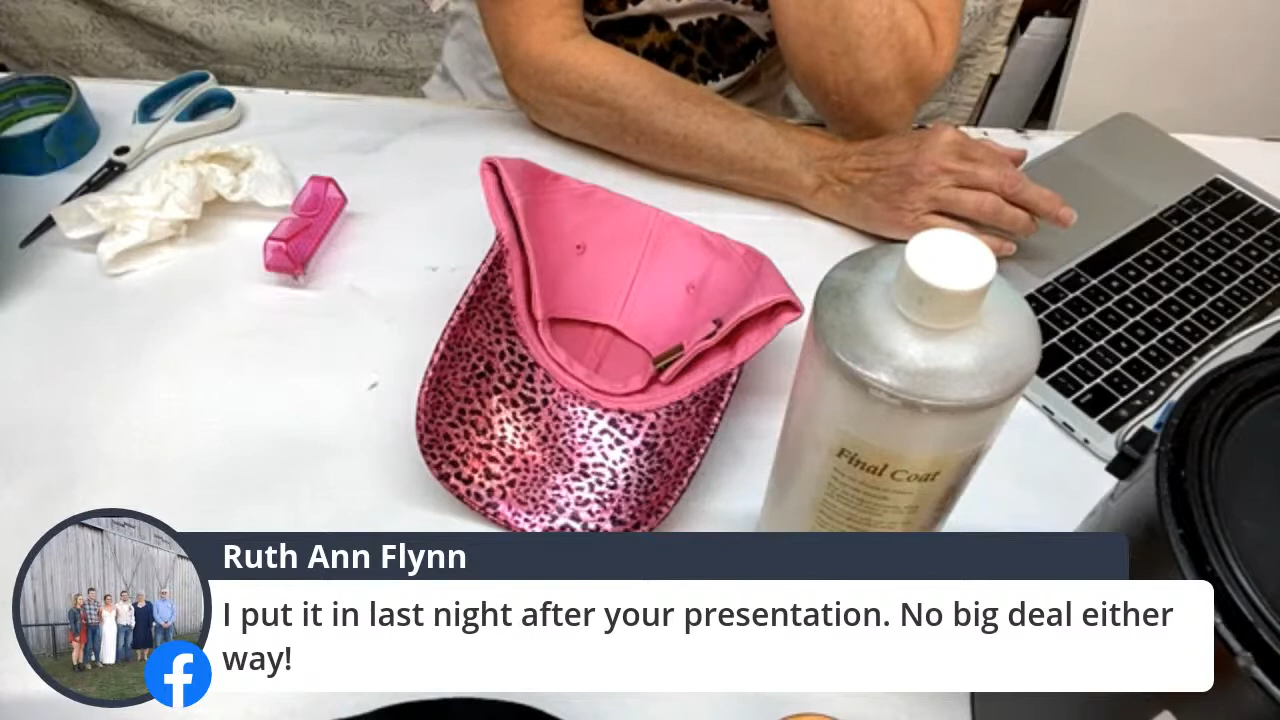 Final Coat
Ruth Ann Flynn
I put it in last night after your presentation. No big deal either
way!